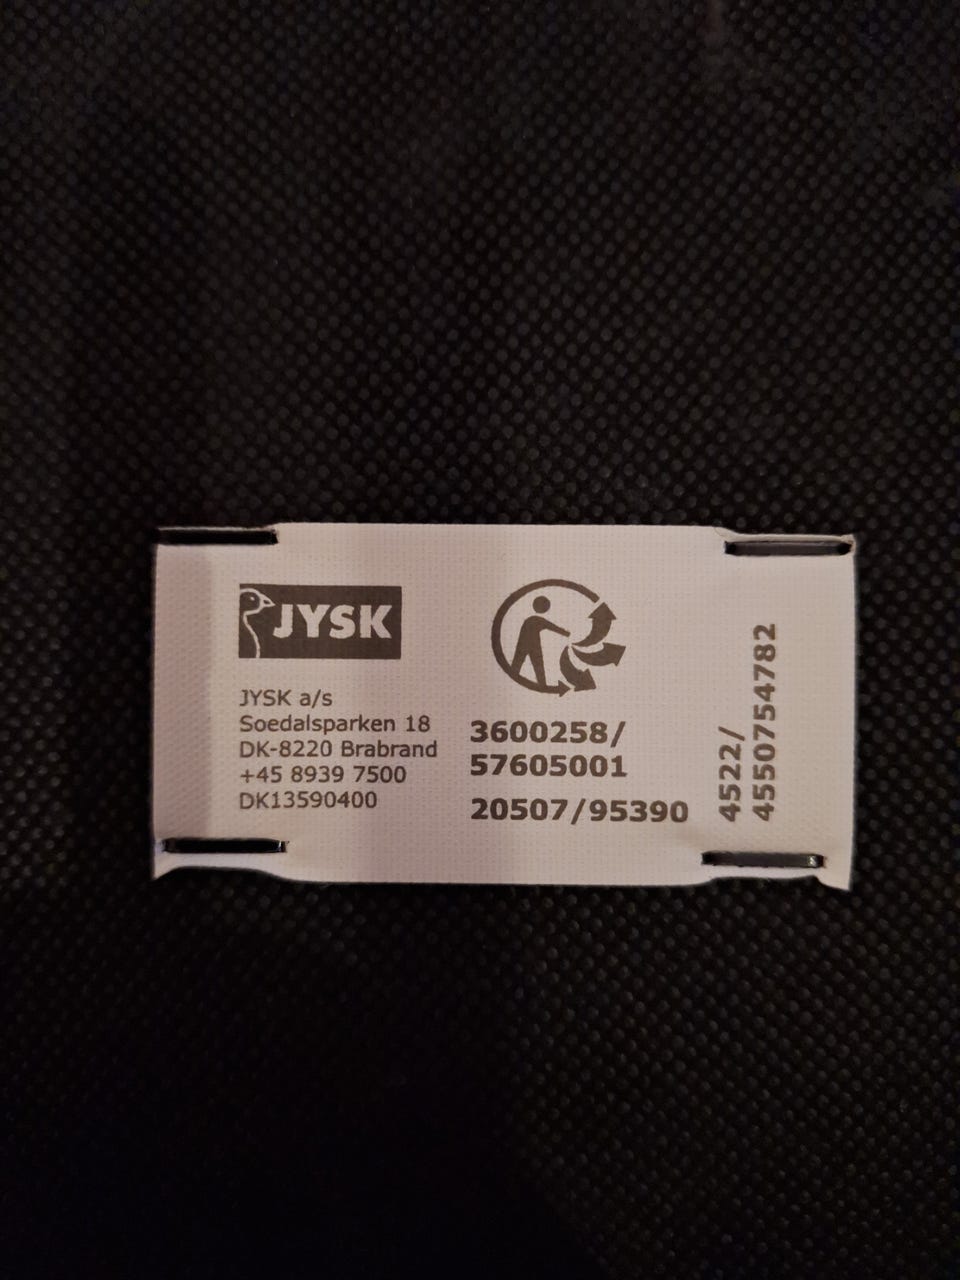 JYSK
JYSK a/s
Soedalsparken 18
DK-8220 Brabrand
+45 8939 7500
DK13590400
3600258/
57605001
20507/95390
4522/
4550754782